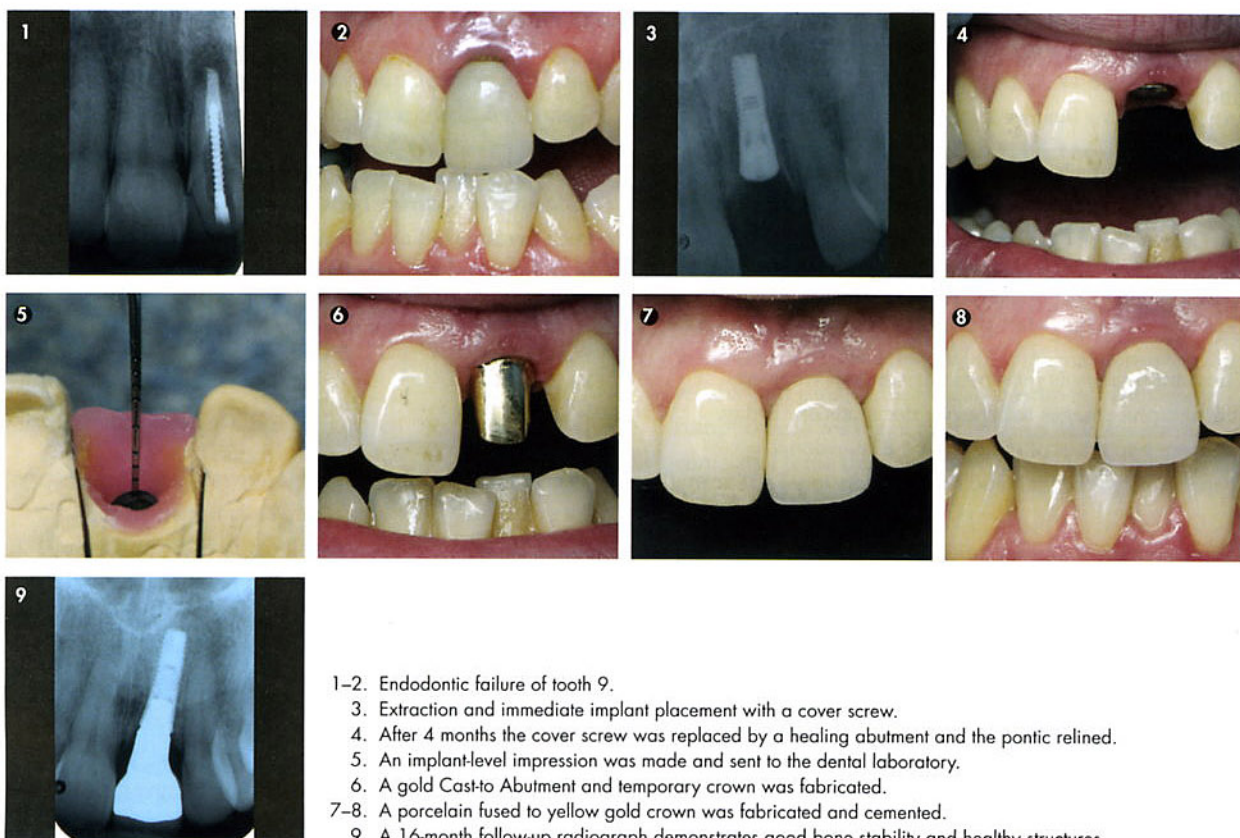 1
2
3
4
5
6
7
8
9
1–2. Endodontic failure of tooth 9.
3. Extraction and immediate implant placement with a cover screw.
4. After 4 months the cover screw was replaced by a healing abutment and the pontic relined.
5. An implant-level impression was made and sent to the dental laboratory.
6. A gold Cast-to Abutment and temporary crown was fabricated.
7–8. A porcelain fused to yellow gold crown was fabricated and cemented.
9. A 16-month follow-up radiograph demonstrates good bone stability and healthy structures.